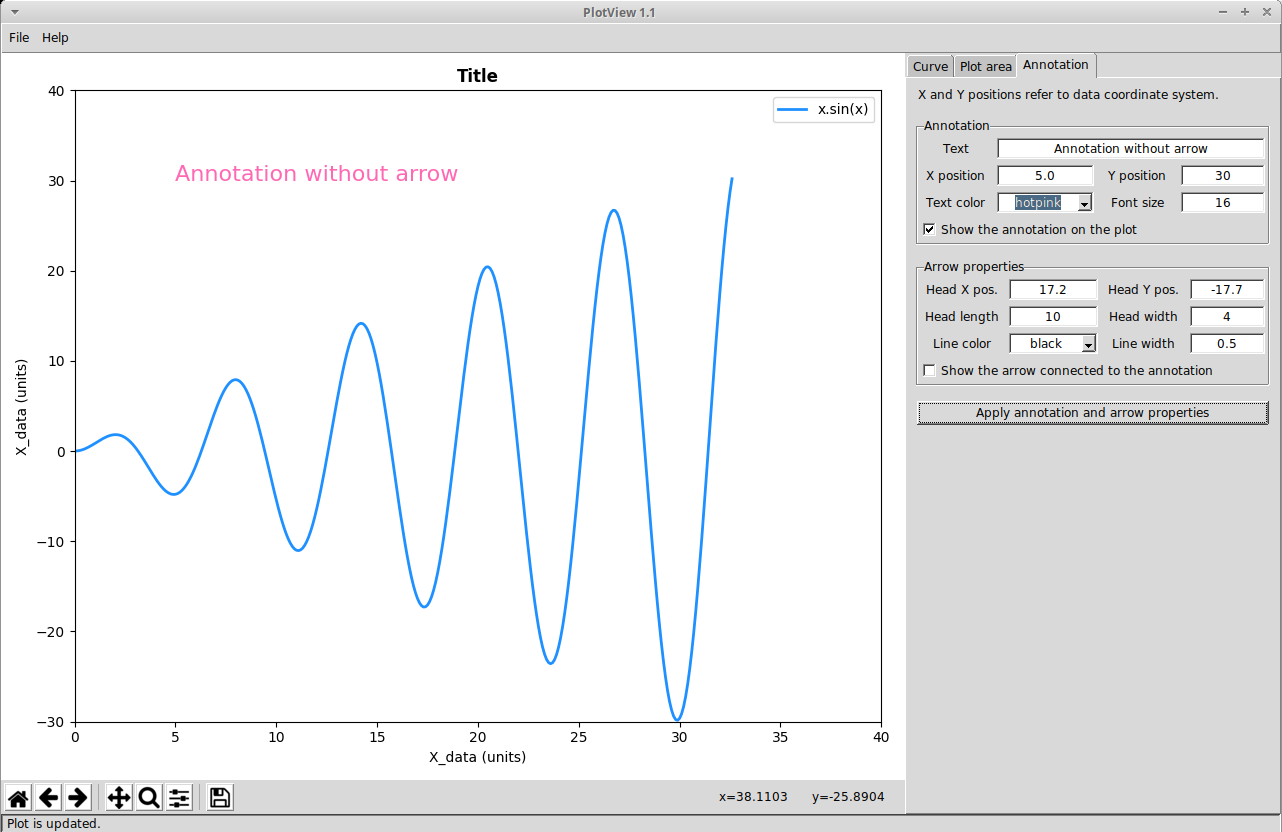 PlotView 1.1
File Help
Title
40
30
20
10
0
−10
−20
−30
X_data (units)
x.sin(x)
Annotation without arrow
0 5 10 15 20 25 30 35 40
X_data (units)
x=38.1103 y=-25.8904
Plot is updated.
Curve Plot area Annotation
X and Y positions refer to data coordinate system.
Annotation
Text Annotation without arrow
X position 5.0 Y position 30
Text color hotpink Font size 16
Show the annotation on the plot
Arrow properties
Head X pos. 17.2 Head Y pos. -17.7
Head length 10 Head width 4
Line color black Line width 0.5
Show the arrow connected to the annotation
Apply annotation and arrow properties